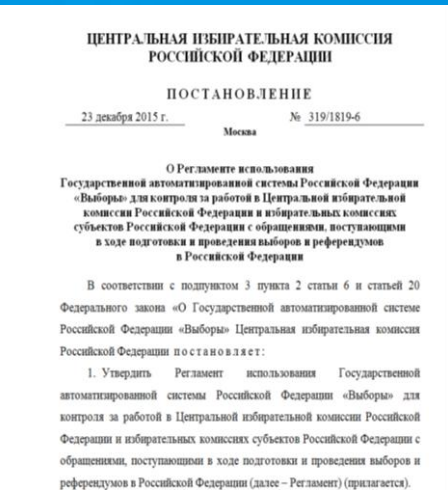 ЦЕНТРАЛЬНАЯ ИЗБИРАТЕЛЬНАЯ КОМИССИЯ
РОССИЙСКОЙ ФЕДЕРАЦИИ
ПОСТАНОВЛЕНИЕ
23 декабря 2015 г. № 319/1819-6
Москва
О Регламенте использования
Государственной автоматизированной системы Российской Федерации
«Выборы» для контроля за работой в Центральной избирательной
комиссии Российской Федерации и избирательных комиссиях
субъектов Российской Федерации с обращениями, поступающими
в ходе подготовки и проведения выборов и референдумов
в Российской Федерации
В соответствии с подпунктом 3 пункта 2 статьи 6 и статьей 20
Федерального закона «О Государственной автоматизированной системе
Российской Федерации «Выборы» Центральная избирательная комиссия
Российской Федерации постановляет:
1. Утвердить Регламент использования Государственной
автоматизированной системы Российской Федерации «Выборы» для
контроля за работой в Центральной избирательной комиссии Российской
Федерации и избирательных комиссиях субъектов Российской Федерации с
обращениями, поступающими в ходе подготовки и проведения выборов и
референдумов в Российской Федерации (далее – Регламент) (прилагается).